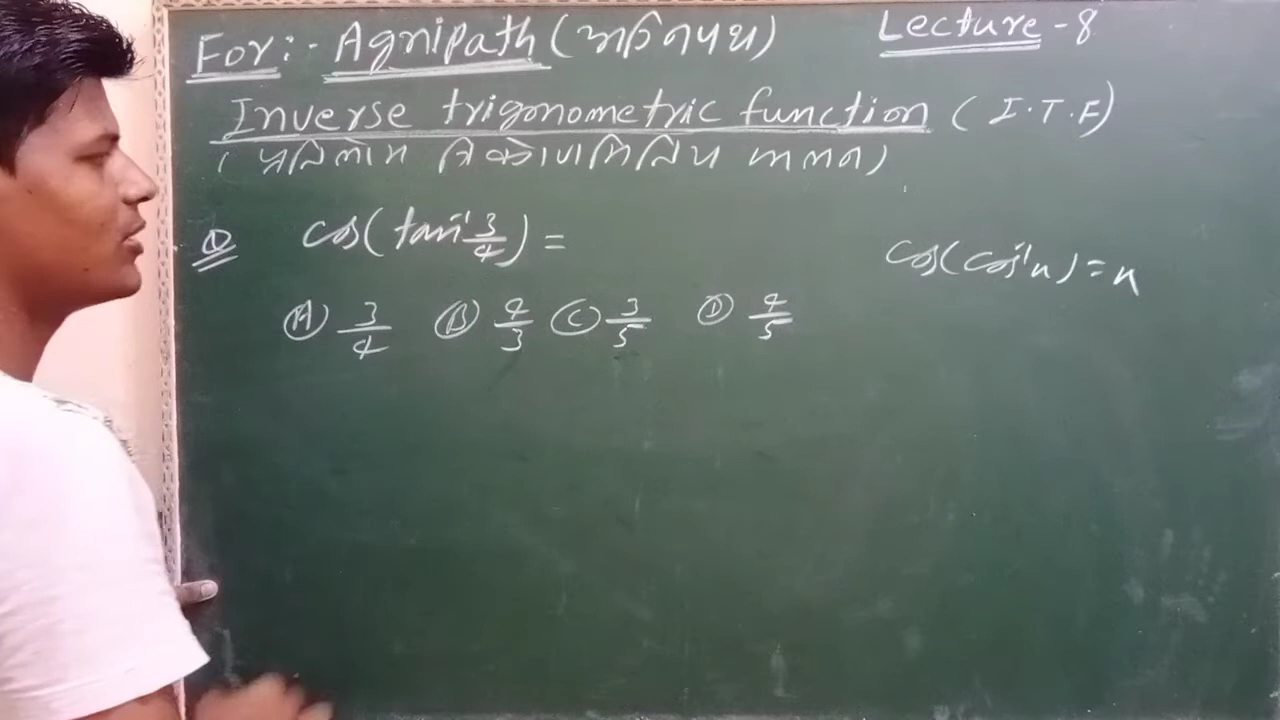 For:- Agnipath (अग्निपथ) Lecture-8
Inverse trigonometric function (I.T.F)
(प्रतिलोम त्रिकोणमितिय फलन)
Q cos(tan⁻¹ 3/4) = cos(cos⁻¹x) = x
(A) 3/4 (B) 4/3 (C) 3/5 (D) 4/5